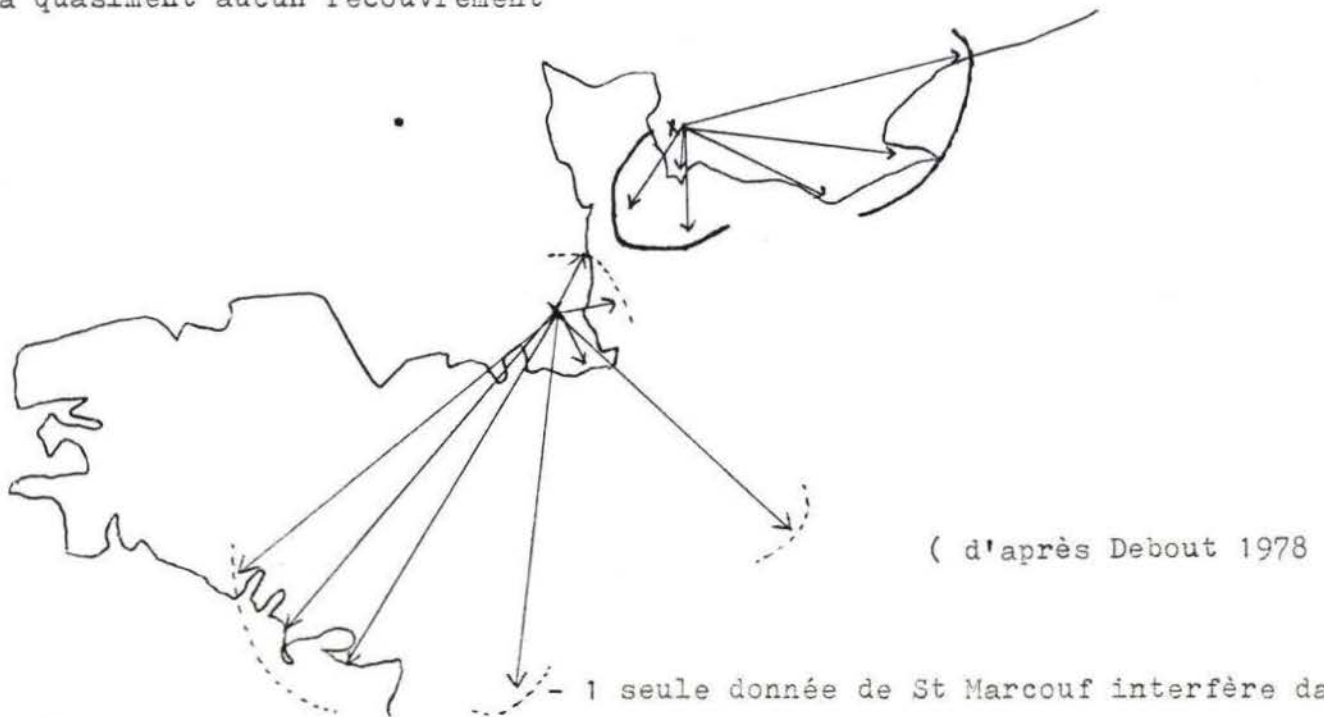 a quasiment aucun recouvrement
( d'après Debout 1978
- 1 seule donnée de St Marcouf interfère da